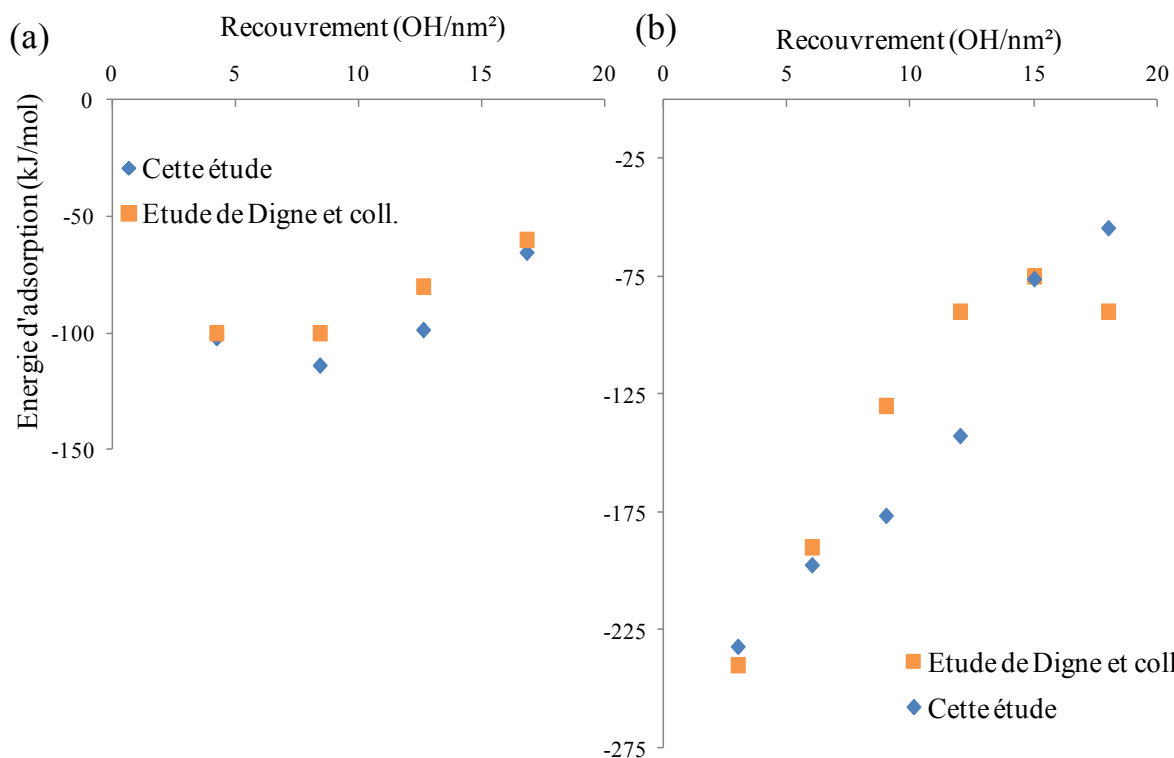 (a)
Recouvrement (OH/nm²)
0 5 10 15 20
Energie d'adsorption (kJ/mol)
0
-50
-100
-150
Cette étude
Etude de Digne et coll.
(b)
Recouvrement (OH/nm²)
0 5 10 15 20
-25
-75
-125
-175
-225
-275
Etude de Digne et coll
Cette étude